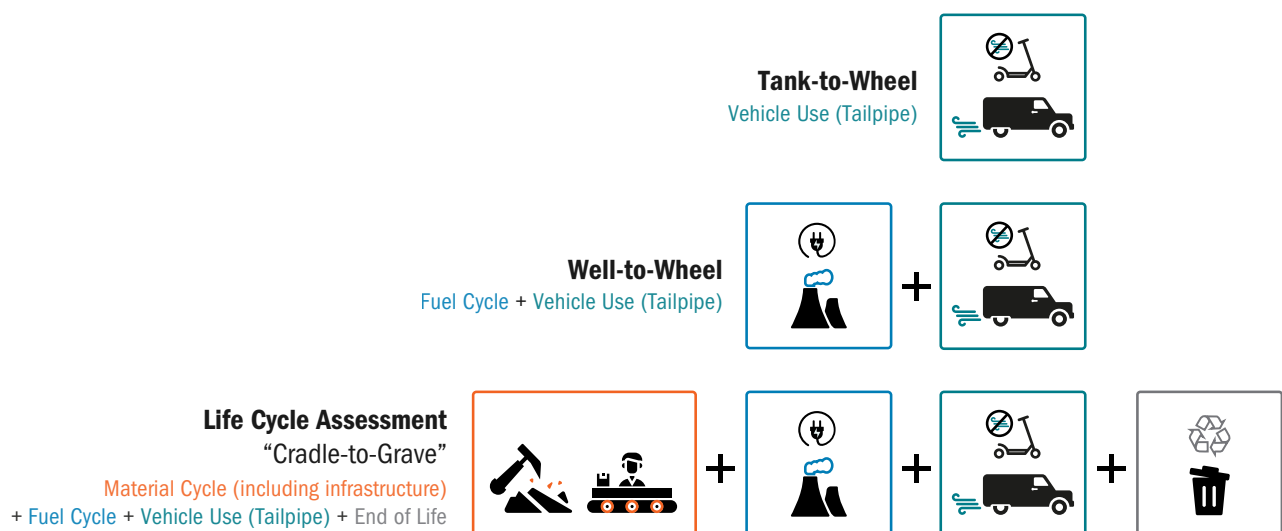 Tank-to-Wheel
Vehicle Use (Tailpipe)
Well-to-Wheel
Fuel Cycle + Vehicle Use (Tailpipe)
Life Cycle Assessment
“Cradle-to-Grave”
Material Cycle (including infrastructure)
+ Fuel Cycle + Vehicle Use (Tailpipe) + End of Life